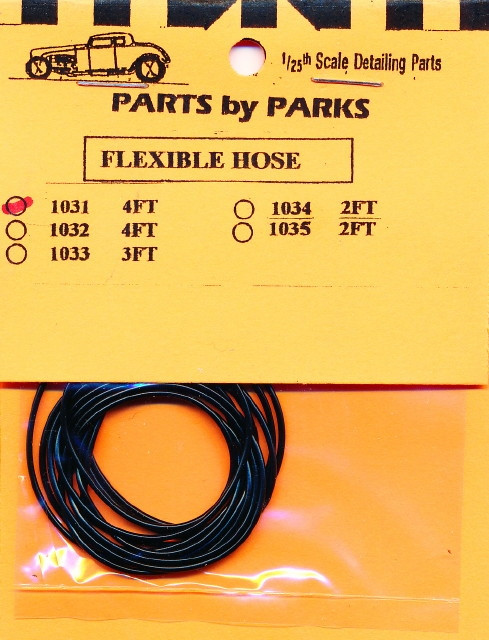 1/25th Scale Detailing Parts
PARTS by PARKS
FLEXIBLE HOSE
1031 4FT
1032 4FT
1033 3FT
1034 2FT
1035 2FT